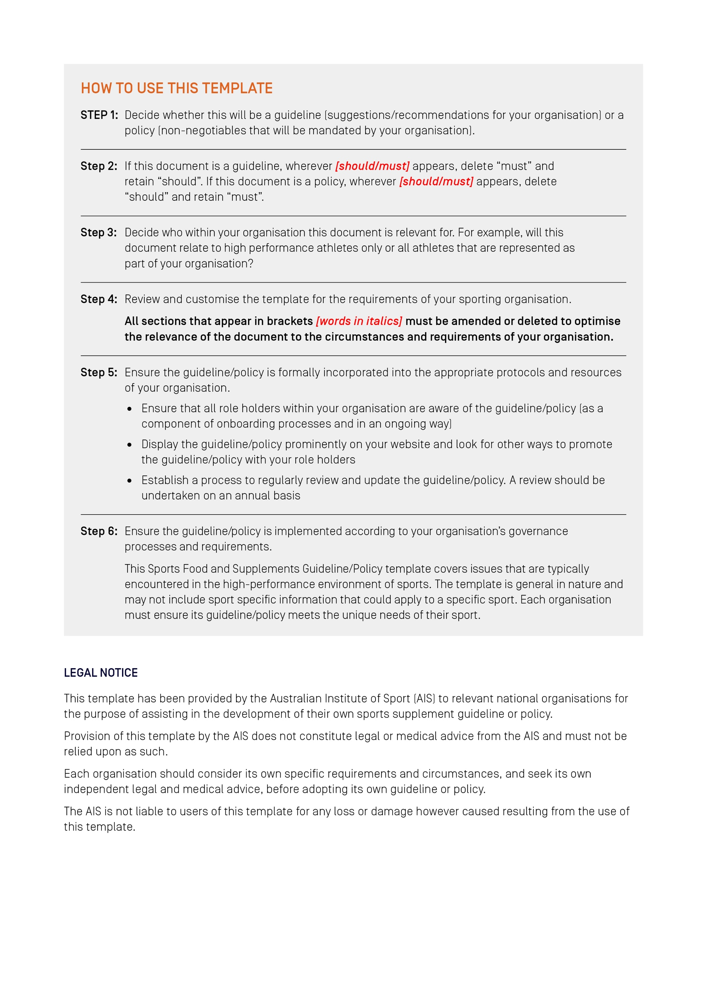 HOW TO USE THIS TEMPLATE
STEP 1: Decide whether this will be a guideline (suggestions/recommendations for your organisation) or a
policy (non-negotiables that will be mandated by your organisation).
Step 2: If this document is a guideline, wherever [should/must] appears, delete “must” and
retain “should”. If this document is a policy, wherever [should/must] appears, delete
“should” and retain “must”.
Step 3: Decide who within your organisation this document is relevant for. For example, will this
document relate to high performance athletes only or all athletes that are represented as
part of your organisation?
Step 4: Review and customise the template for the requirements of your sporting organisation.
All sections that appear in brackets [words in italics] must be amended or deleted to optimise
the relevance of the document to the circumstances and requirements of your organisation.
Step 5: Ensure the guideline/policy is formally incorporated into the appropriate protocols and resources
of your organisation.
• Ensure that all role holders within your organisation are aware of the guideline/policy (as a
component of onboarding processes and in an ongoing way)
• Display the guideline/policy prominently on your website and look for other ways to promote
the guideline/policy with your role holders
• Establish a process to regularly review and update the guideline/policy. A review should be
undertaken on an annual basis
Step 6: Ensure the guideline/policy is implemented according to your organisation’s governance
processes and requirements.
This Sports Food and Supplements Guideline/Policy template covers issues that are typically
encountered in the high-performance environment of sports. The template is general in nature and
may not include sport specific information that could apply to a specific sport. Each organisation
must ensure its guideline/policy meets the unique needs of their sport.
LEGAL NOTICE
This template has been provided by the Australian Institute of Sport (AIS) to relevant national organisations for
the purpose of assisting in the development of their own sports supplement guideline or policy.
Provision of this template by the AIS does not constitute legal or medical advice from the AIS and must not be
relied upon as such.
Each organisation should consider its own specific requirements and circumstances, and seek its own
independent legal and medical advice, before adopting its own guideline or policy.
The AIS is not liable to users of this template for any loss or damage however caused resulting from the use of
this template.